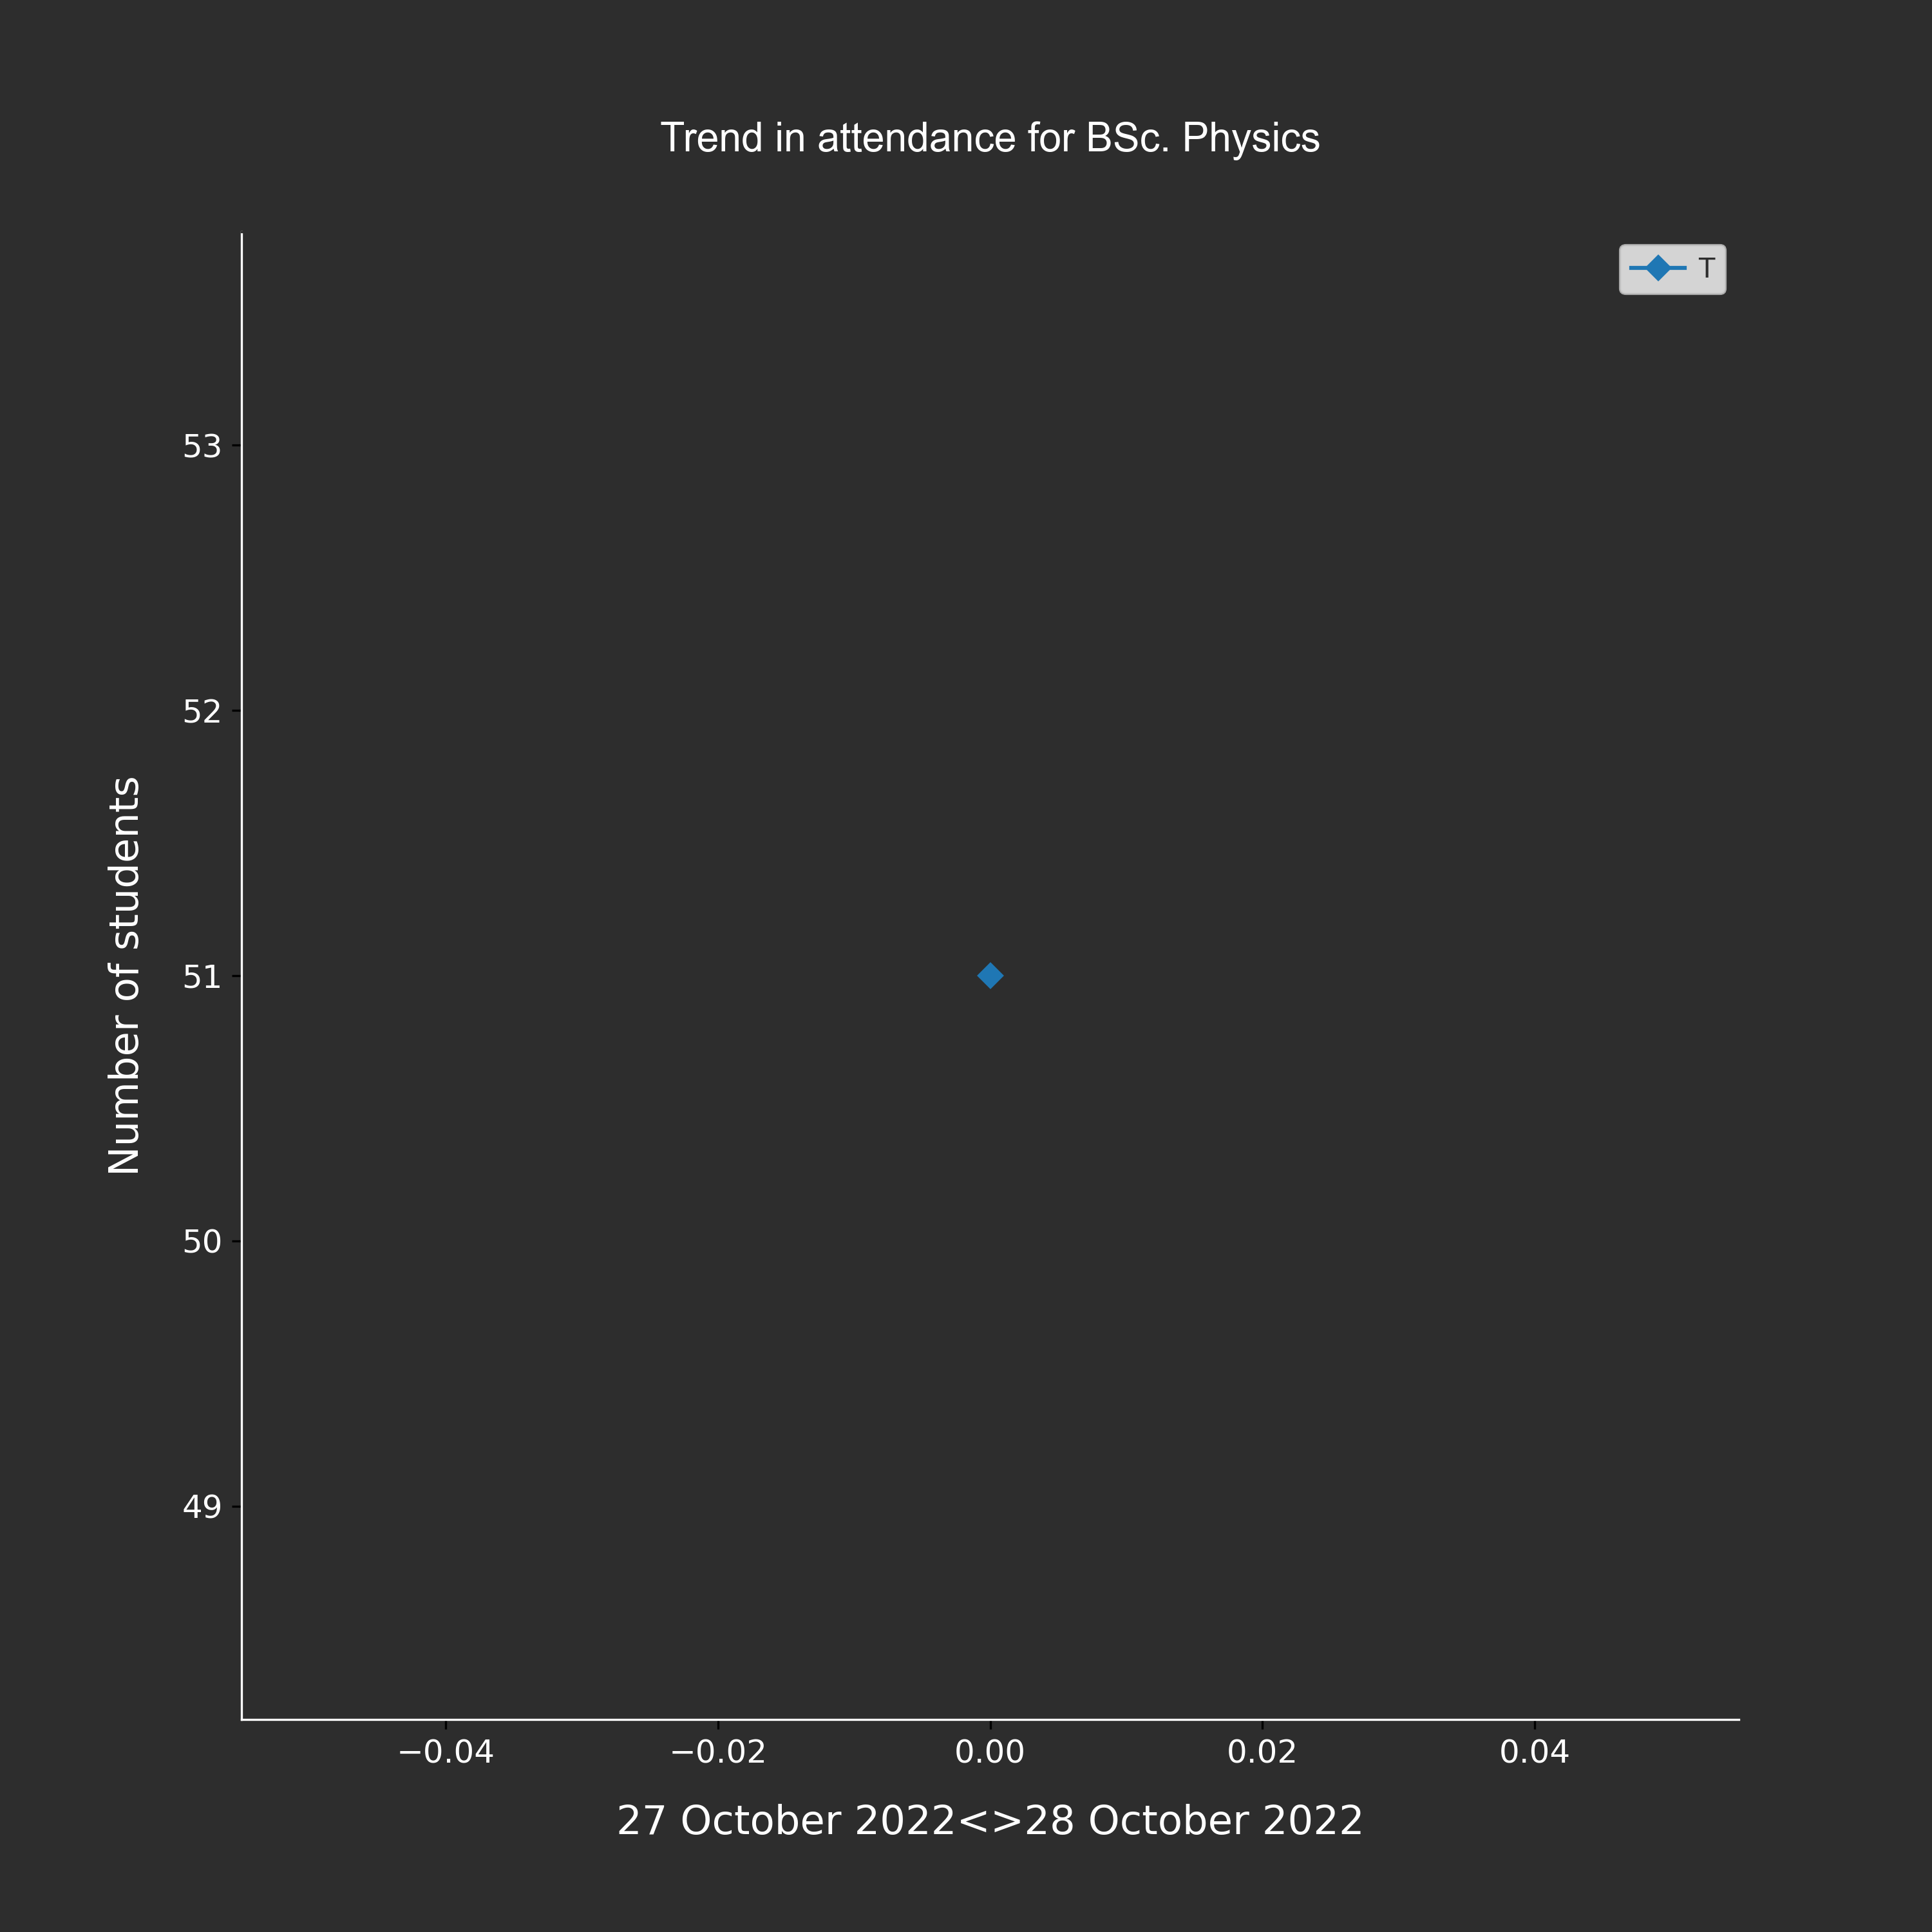 Trend in attendance for BSc. Physics
T
53
52
51
50
49
Number of students
−0.04 −0.02 0.00 0.02 0.04
27 October 2022<>28 October 2022